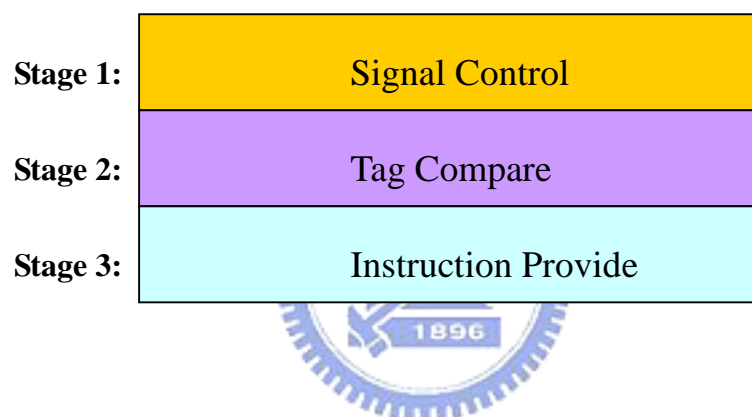 Stage 1: Signal Control
Stage 2: Tag Compare
Stage 3: Instruction Provide
1896